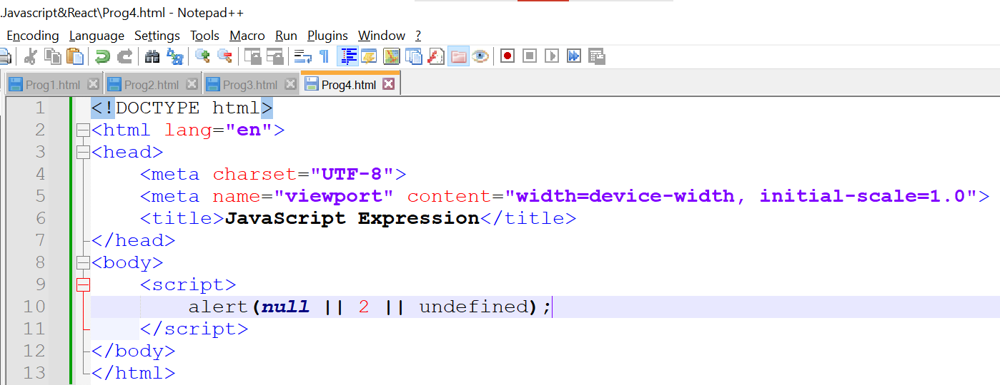 .Javascript&React\Prog4.html - Notepad++
Encoding Language Settings Tools Macro Run Plugins Window ?
Prog1.html Prog2.html Prog3.html Prog4.html
1 <!DOCTYPE html>
2 <html lang="en">
3 <head>
4 <meta charset="UTF-8">
5 <meta name="viewport" content="width=device-width, initial-scale=1.0">
6 <title>JavaScript Expression</title>
7 </head>
8 <body>
9 <script>
10 alert(null || 2 || undefined);
11 </script>
12 </body>
13 </html>